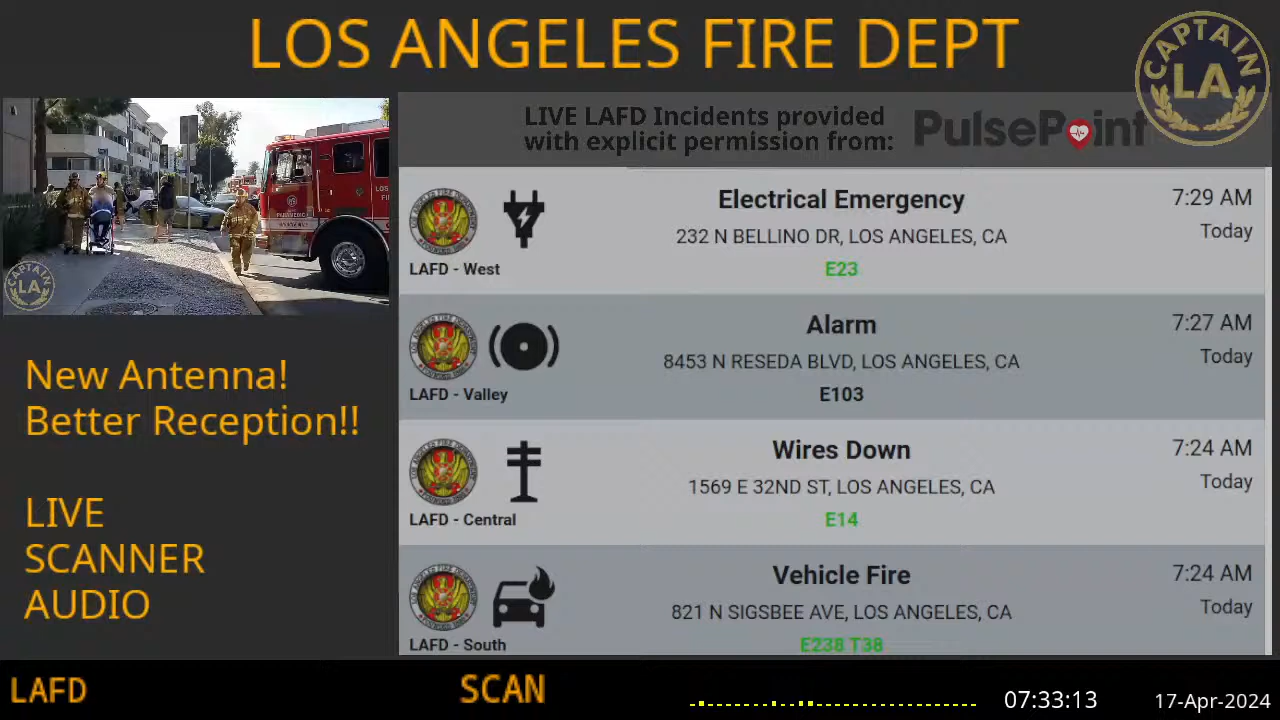 LOS ANGELES FIRE DEPT
CAPTAIN
LA
LIVE LAFD Incidents provided
with explicit permission from:
PulsePoint
Electrical Emergency
7:29 AM
232 N BELLINO DR, LOS ANGELES, CA
Today
LAFD - West
E23
Alarm
7:27 AM
8453 N RESEDA BLVD, LOS ANGELES, CA
Today
LAFD - Valley
E103
Wires Down
7:24 AM
1569 E 32ND ST, LOS ANGELES, CA
Today
LAFD - Central
E14
Vehicle Fire
7:24 AM
821 N SIGSBEE AVE, LOS ANGELES, CA
Today
LAFD - South
E238 T38
CAPTAIN
LA
New Antenna!
Better Reception!!
LIVE
SCANNER
AUDIO
LAFD
SCAN
07:33:13
17-Apr-2024